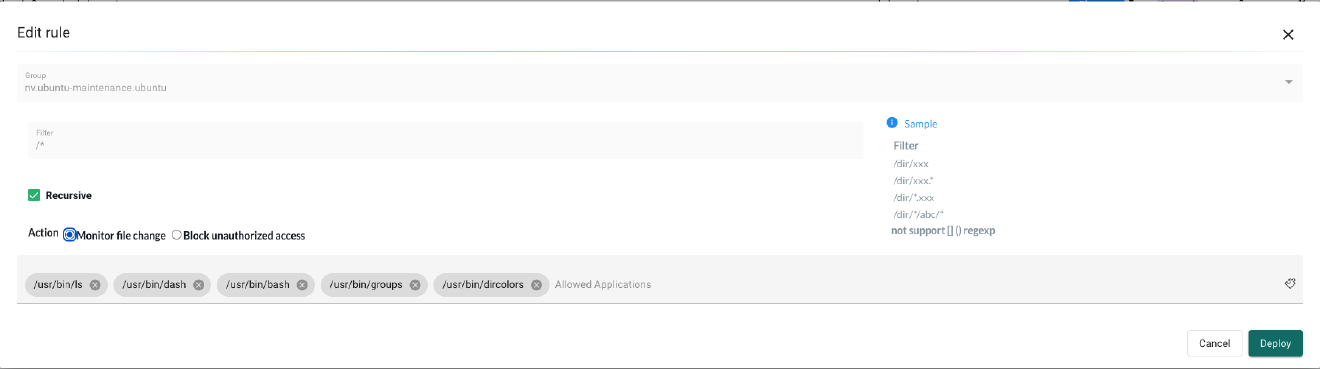 Edit rule
Group
nv.ubuntu-maintenance.ubuntu
Filter
/*
Sample
Filter
/dir/xxx
/dir/xxx.*
/dir/*.xxx
/dir/*/abc/*
not support [] () regexp
Recursive
Action Monitor file change Block unauthorized access
/usr/bin/ls /usr/bin/dash /usr/bin/bash /usr/bin/groups /usr/bin/dircolors Allowed Applications
Cancel Deploy